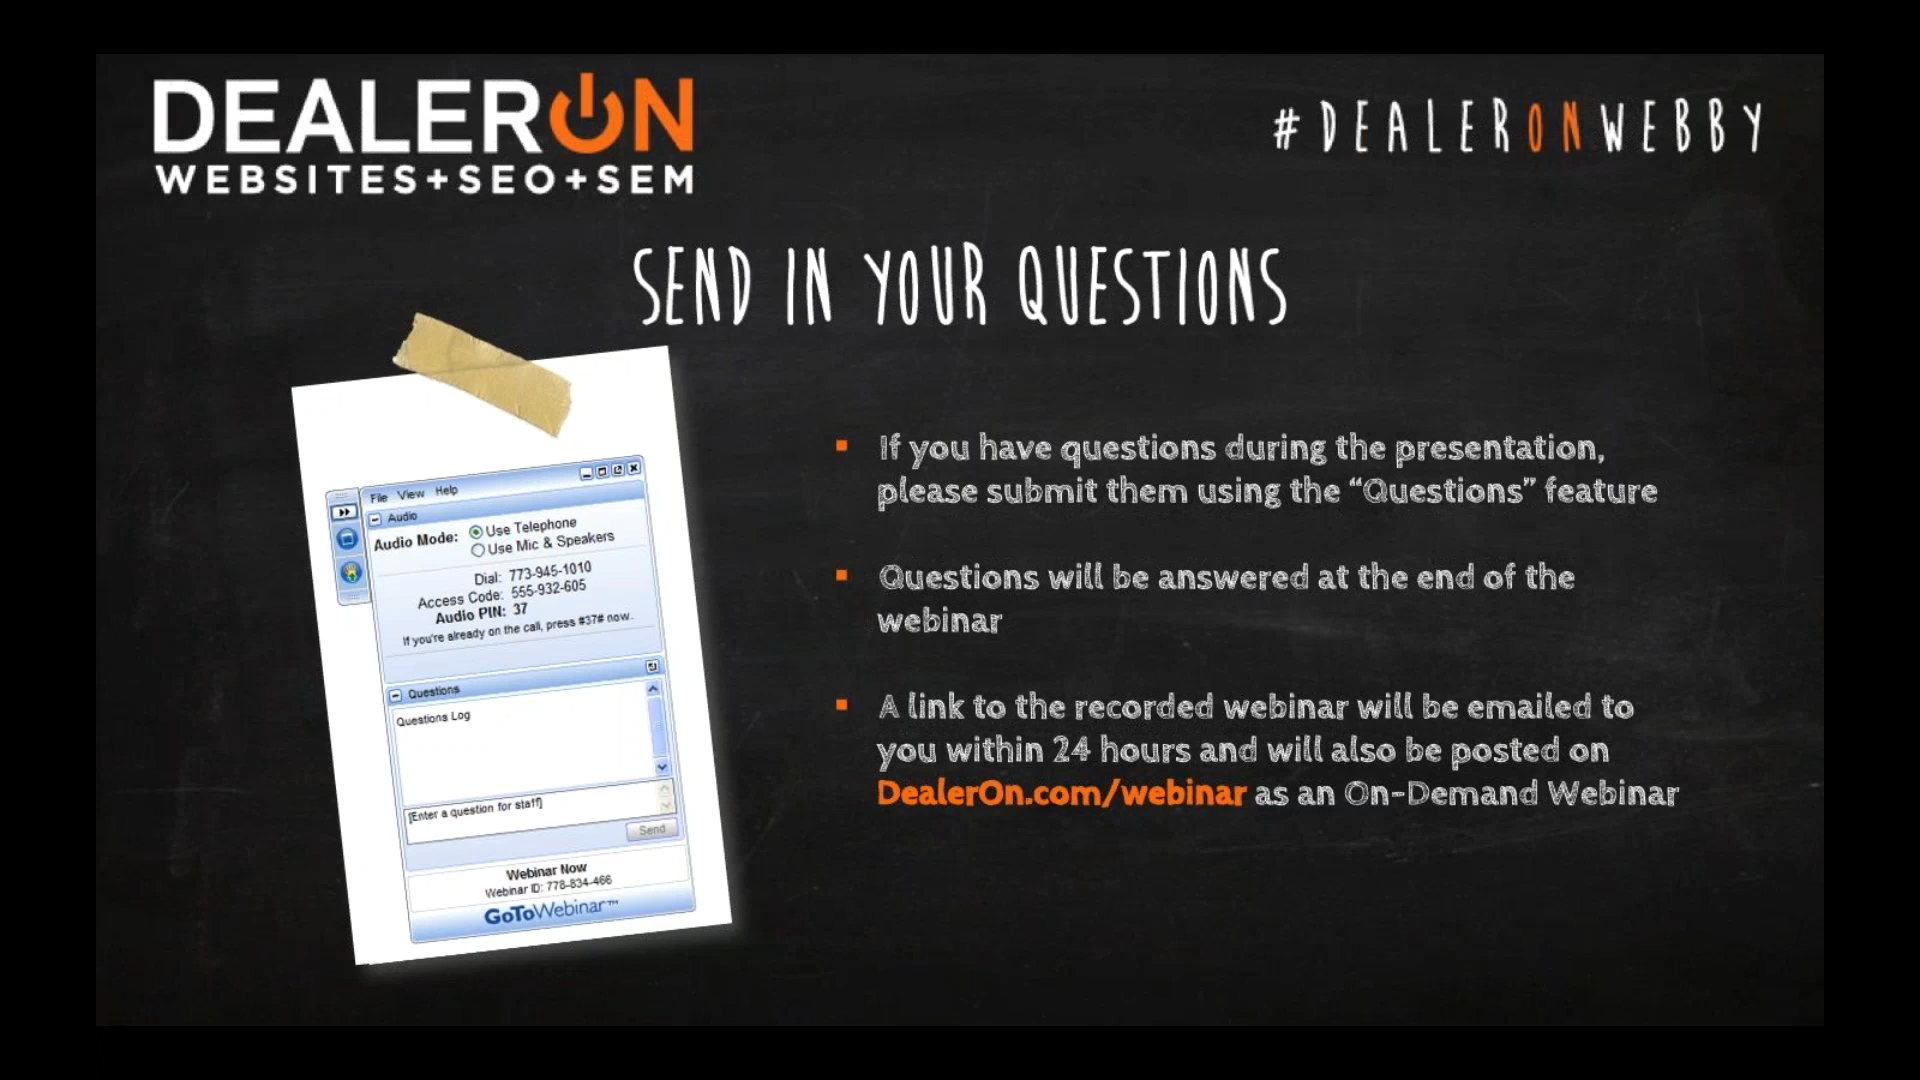 DEALERON
WEBSITES+SEO+SEM
#DEALERONWEBBY
SEND IN YOUR QUESTIONS
File View Help
Audio
Audio Mode: Use Telephone
Use Mic & Speakers
Dial: 773-945-1010
Access Code: 555-932-605
Audio PIN: 37
If you're already on the call, press #37# now.
Questions
Questions Log
[Enter a question for staff]
Send
Webinar Now
Webinar ID: 778-834-466
GoToWebinar™
If you have questions during the presentation,
please submit them using the “Questions” feature
Questions will be answered at the end of the
webinar
A link to the recorded webinar will be emailed to
you within 24 hours and will also be posted on
DealerOn.com/webinar as an On-Demand Webinar